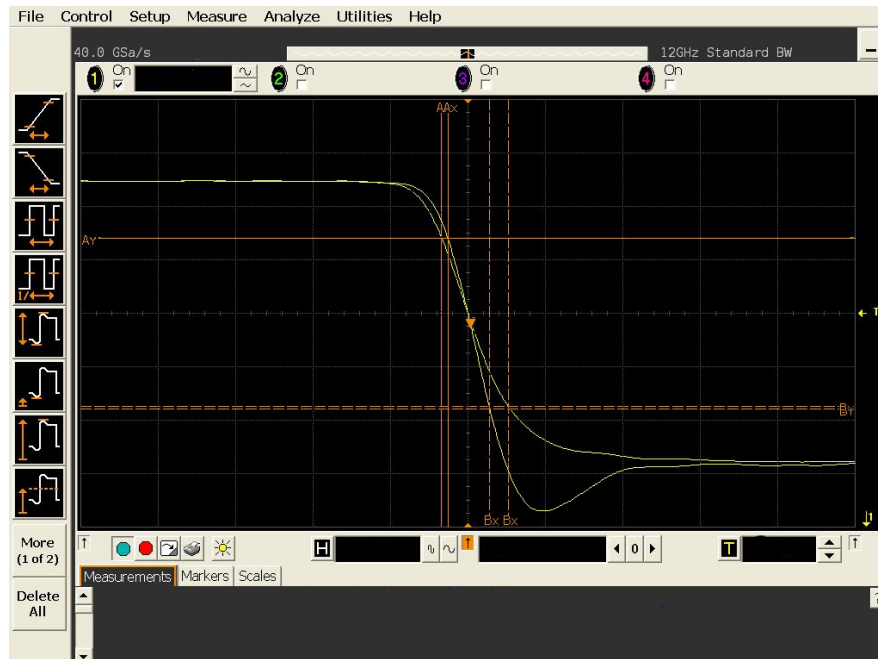 File Control Setup Measure Analyze Utilities Help
40.0 GSa/s 12GHz Standard BW
1 On 2 On 3 On 4 On
AAx
Ay
T
By
Bx Bx
1
More
(1 of 2)
H 0 T
Measurements Markers Scales
Delete
All
?